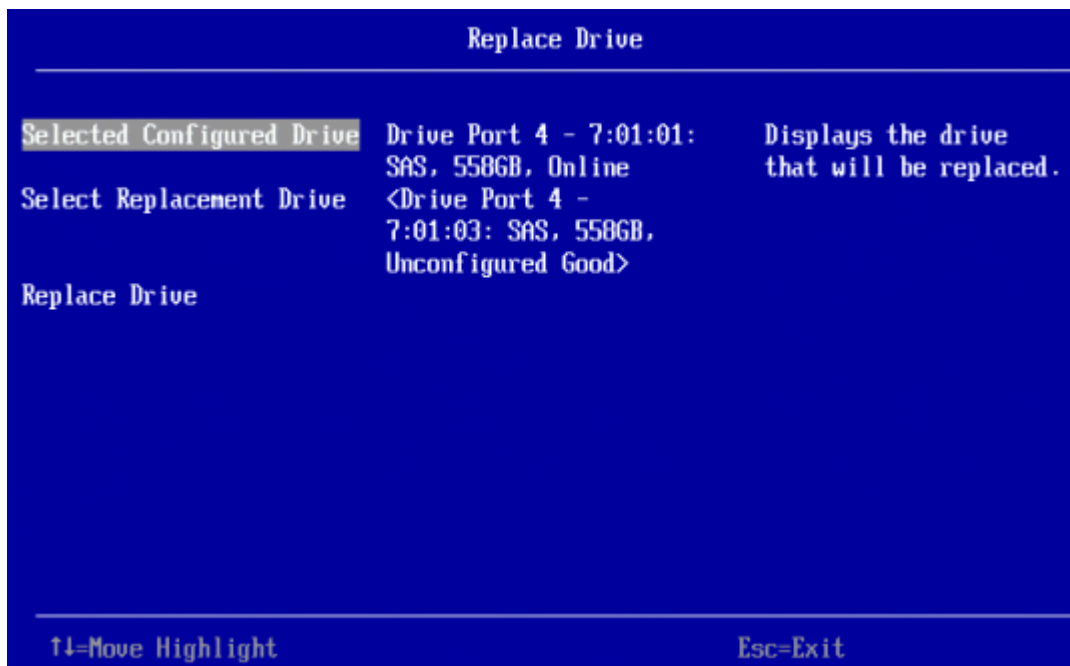 Replace Drive
Selected Configured Drive
Drive Port 4 - 7:01:01:
SAS, 558GB, Online
Displays the drive
that will be replaced.
Select Replacement Drive
<Drive Port 4 -
7:01:03: SAS, 558GB,
Unconfigured Good>
Replace Drive
↑↓=Move Highlight
Esc=Exit